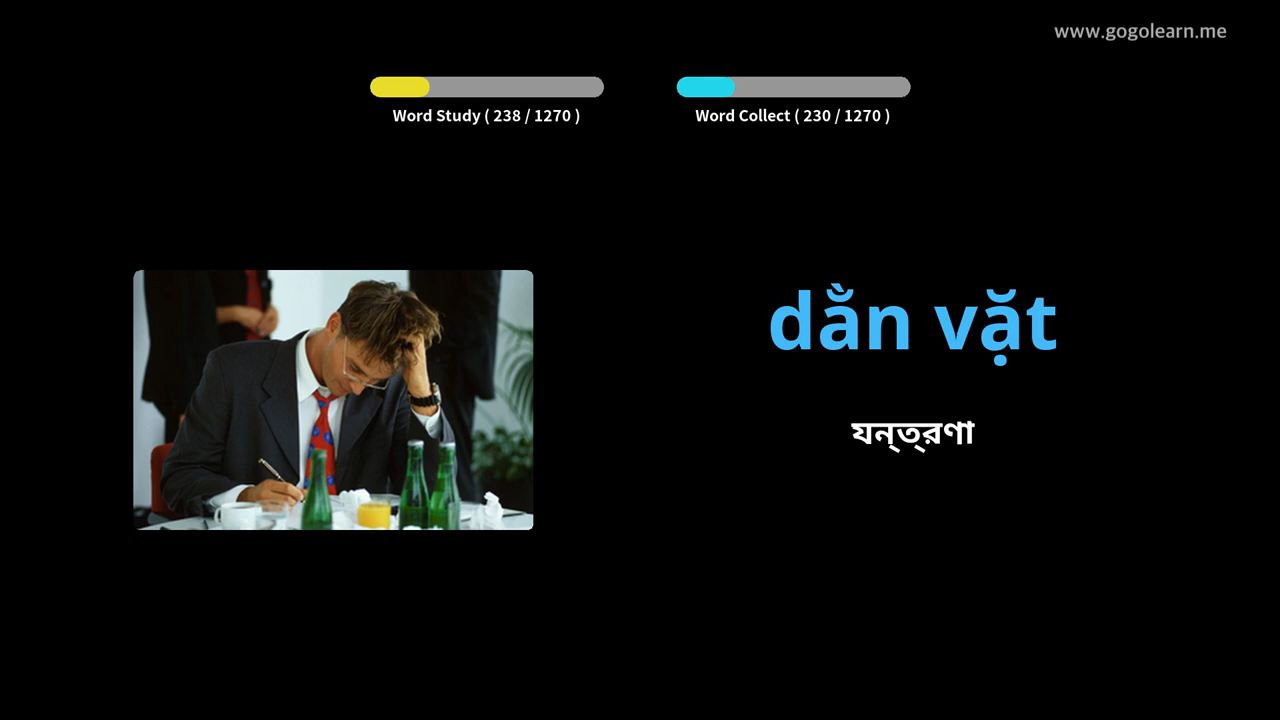 www.gogolearn.me
Word Study ( 238 / 1270 )
Word Collect ( 230 / 1270 )
dằn vặt
যন্ত্রণা